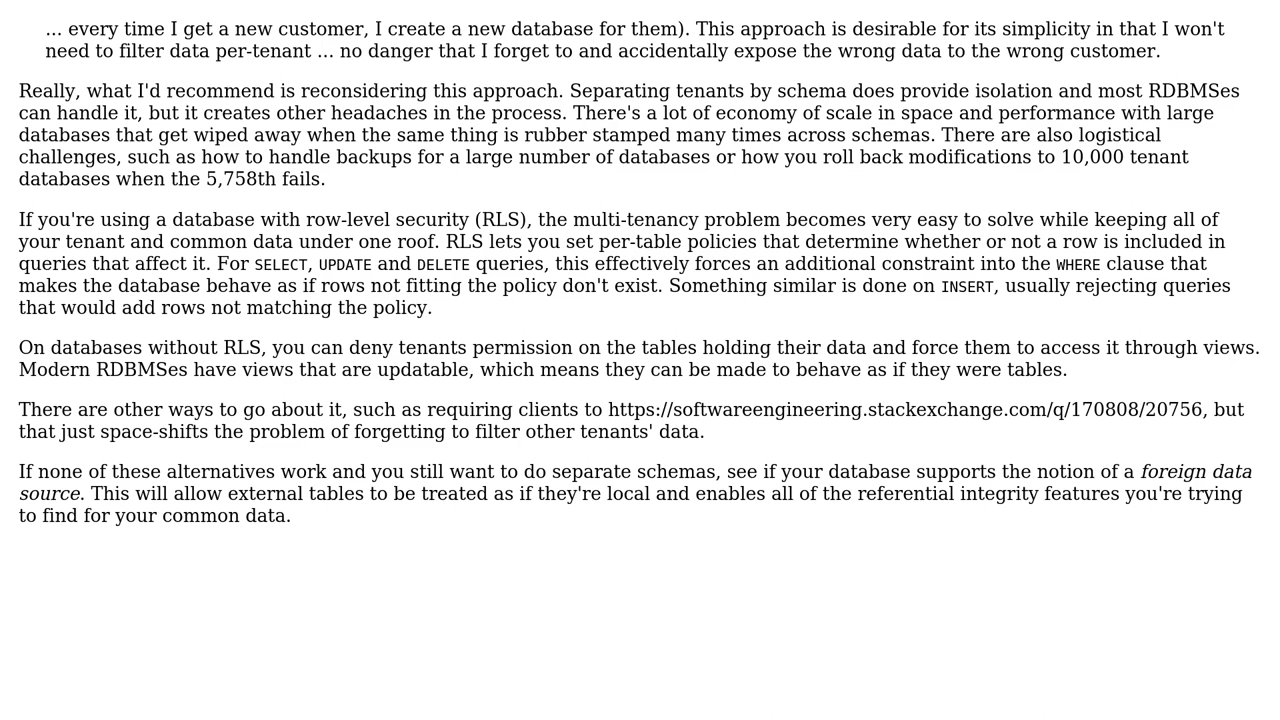 ... every time I get a new customer, I create a new database for them). This approach is desirable for its simplicity in that I won't
need to filter data per-tenant ... no danger that I forget to and accidentally expose the wrong data to the wrong customer.
Really, what I'd recommend is reconsidering this approach. Separating tenants by schema does provide isolation and most RDBMSes
can handle it, but it creates other headaches in the process. There's a lot of economy of scale in space and performance with large
databases that get wiped away when the same thing is rubber stamped many times across schemas. There are also logistical
challenges, such as how to handle backups for a large number of databases or how you roll back modifications to 10,000 tenant
databases when the 5,758th fails.
If you're using a database with row-level security (RLS), the multi-tenancy problem becomes very easy to solve while keeping all of
your tenant and common data under one roof. RLS lets you set per-table policies that determine whether or not a row is included in
queries that affect it. For SELECT, UPDATE and DELETE queries, this effectively forces an additional constraint into the WHERE clause that
makes the database behave as if rows not fitting the policy don't exist. Something similar is done on INSERT, usually rejecting queries
that would add rows not matching the policy.
On databases without RLS, you can deny tenants permission on the tables holding their data and force them to access it through views.
Modern RDBMSes have views that are updatable, which means they can be made to behave as if they were tables.
There are other ways to go about it, such as requiring clients to https://softwareengineering.stackexchange.com/q/170808/20756, but
that just space-shifts the problem of forgetting to filter other tenants' data.
If none of these alternatives work and you still want to do separate schemas, see if your database supports the notion of a foreign data
source. This will allow external tables to be treated as if they're local and enables all of the referential integrity features you're trying
to find for your common data.